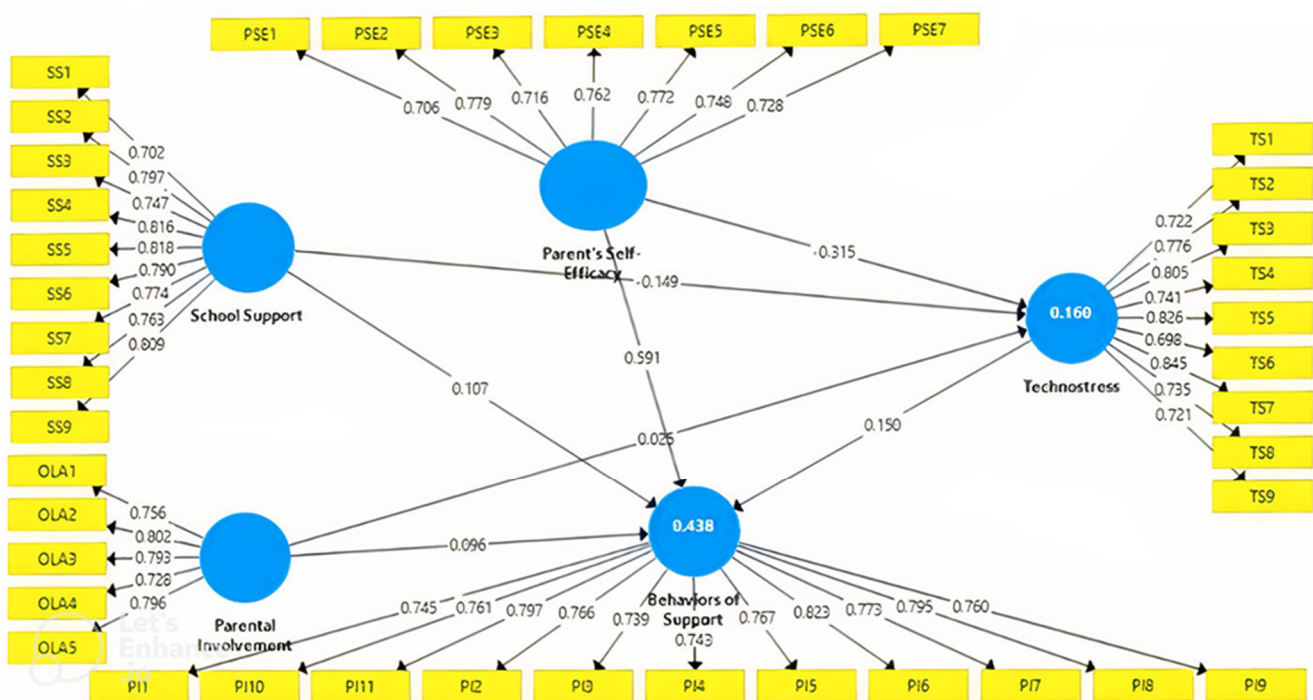 PSE1
PSE2
PSE3
PSE4
PSE5
PSE6
PSE7
0.706
0.779
0.716
0.762
0.772
0.748
0.728
SS1
SS2
SS3
SS4
SS5
SS6
SS7
SS8
SS9
0.702
0.797
0.747
0.816
0.818
0.790
0.774
0.763
0.809
School Support
Parent's Self-
Efficacy
-0.315
-0.149
0.591
0.107
0.025
0.150
0.096
TS1
TS2
TS3
TS4
TS5
TS6
TS7
TS8
TS9
0.722
0.776
0.805
0.741
0.826
0.698
0.845
0.735
0.721
0.160
Technostress
OLA1
OLA2
OLA3
OLA4
OLA5
0.756
0.802
0.793
0.728
0.796
Parental
Involvement
0.438
Behaviors of
Support
0.745
0.761
0.797
0.766
0.739
0.743
0.767
0.823
0.773
0.795
0.760
PI1
PI10
PI11
PI2
PI3
PI4
PI5
PI6
PI7
PI8
PI9
Let's
Enhance
.io